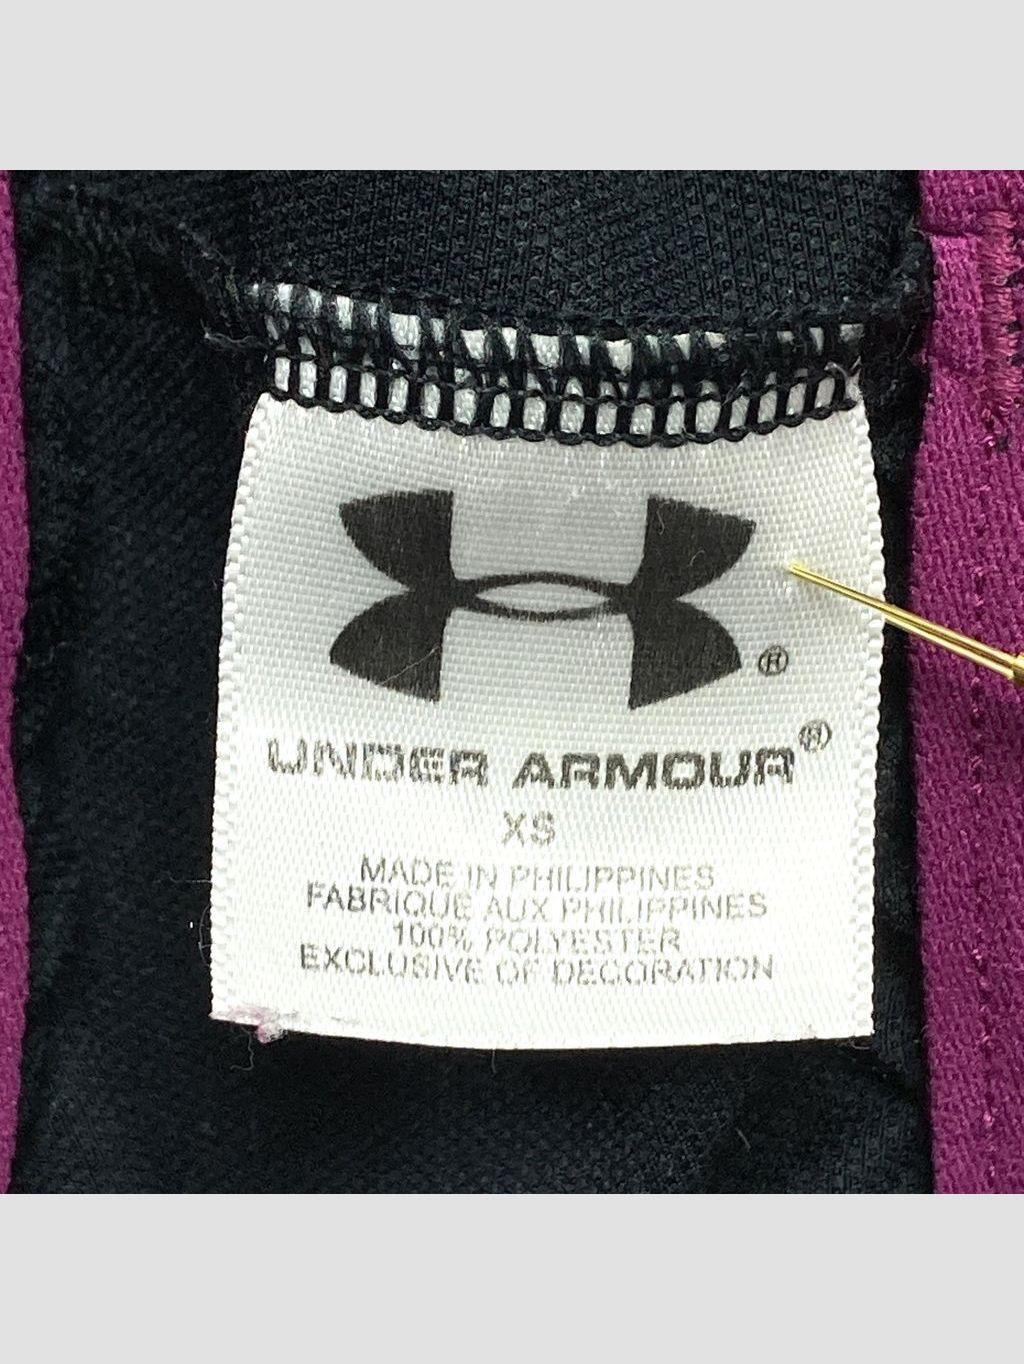 ®
UNDER ARMOUR®
XS
MADE IN PHILIPPINES
FABRIQUE AUX PHILIPPINES
100% POLYESTER
EXCLUSIVE OF DECORATION